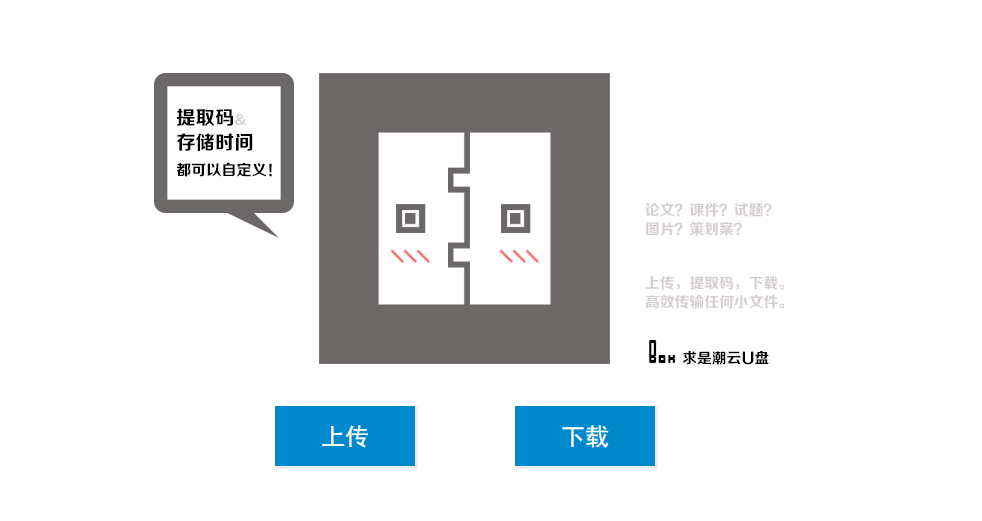 提取码&
存储时间
都可以自定义!
论文? 课件? 试题?
图片? 策划案?
上传，提取码，下载。
高效传输任何小文件。
Box 求是潮云U盘
上传
下载